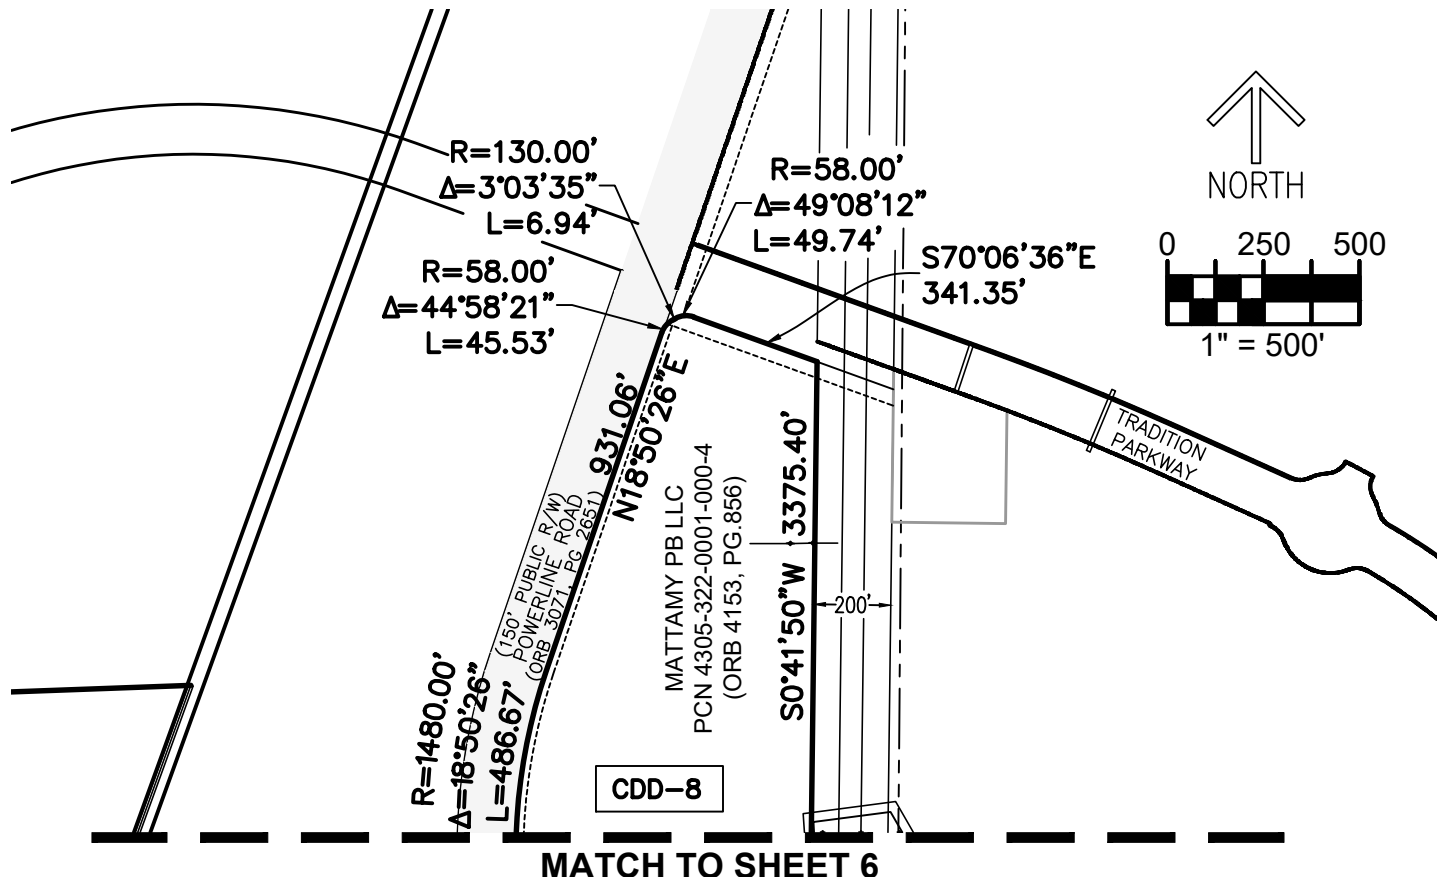 R=130.00'
Δ=3°03'35"
L=6.94'
R=58.00'
Δ=49°08'12"
L=49.74'
NORTH
0 250 500
1" = 500'
S70°06'36"E
341.35'
R=58.00'
Δ=44°58'21"
L=45.53'
931.06'
N18°50'26"E
(150' PUBLIC R/W)
POWERLINE ROAD
(ORB 3071, PG 2651)
MATTAMY PB LLC
PCN 4305-322-0001-000-4
(ORB 4153, PG.856)
S0°41'50"W 3375.40'
200'
TRADITION
PARKWAY
R=1480.00'
Δ=18°50'26"
L=486.67'
CDD-8
MATCH TO SHEET 6